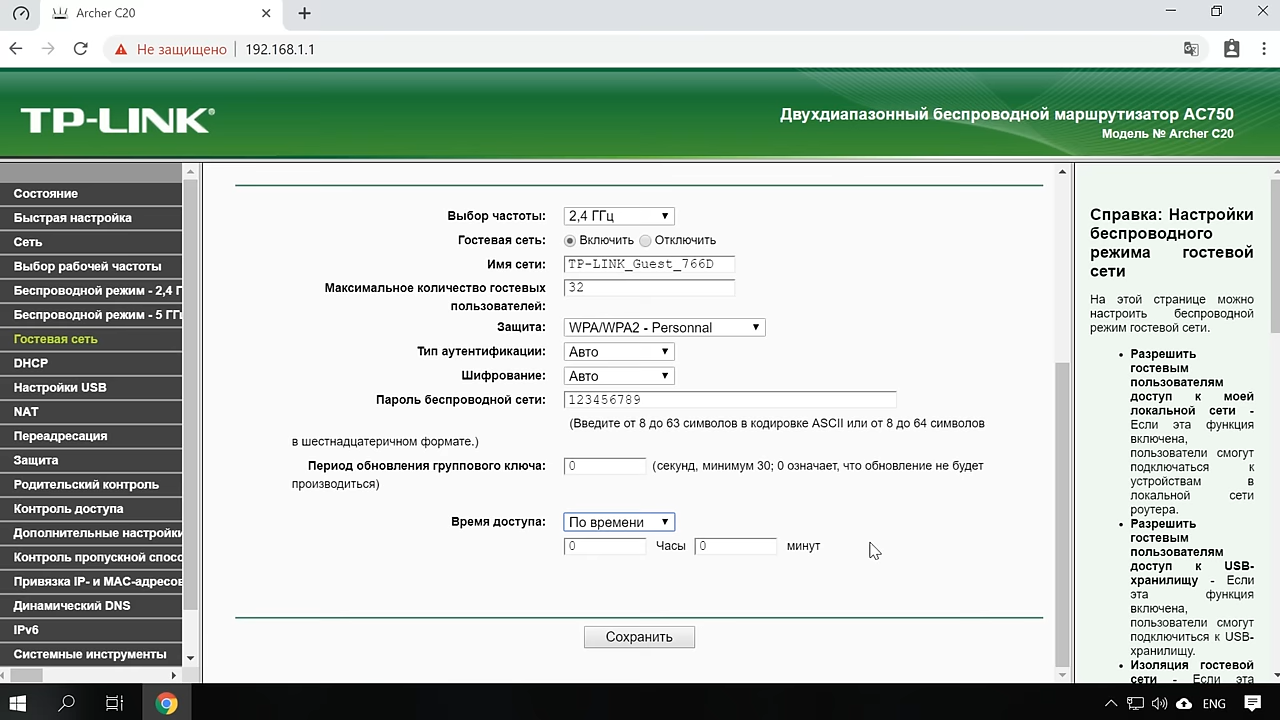 Archer C20
Не защищено
192.168.1.1
TP-LINK®
Двухдиапазонный беспроводной маршрутизатор AC750
Модель № Archer C20
Состояние
Быстрая настройка
Сеть
Выбор рабочей частоты
Беспроводной режим - 2,4 Г
Беспроводной режим - 5 ГГ
Гостевая сеть
DHCP
Настройки USB
NAT
Переадресация
Защита
Родительский контроль
Контроль доступа
Дополнительные настройки
Контроль пропускной спосо
Привязка IP- и MAC-адресов
Динамический DNS
IPv6
Системные инструменты
Выбор частоты: 2,4 ГГц
Гостевая сеть: Включить Отключить
Имя сети: TP-LINK_Guest_766D
Максимальное количество гостевых
пользователей: 32
Защита: WPA/WPA2 - Personnal
Тип аутентификации: Авто
Шифрование: Авто
Пароль беспроводной сети: 123456789
(Введите от 8 до 63 символов в кодировке ASCII или от 8 до 64 символов
в шестнадцатеричном формате.)
Период обновления группового ключа: 0 (секунд, минимум 30; 0 означает, что обновление не будет
производиться)
Время доступа: По времени
0 Часы 0 минут
Сохранить
Справка: Настройки
беспроводного
режима гостевой
сети
На этой странице можно
настроить беспроводной
режим гостевой сети.
• Разрешить
гостевым
пользователям
доступ к моей
локальной сети -
Если эта функция
включена,
пользователи смогут
подключаться к
устройствам в
локальной сети
роутера.
• Разрешить
гостевым
пользователям
доступ к USB-
хранилищу - Если
эта функция
включена,
пользователи смогут
подключиться к USB-
хранилищу.
• Изоляция гостевой
сети - Если эта
ENG